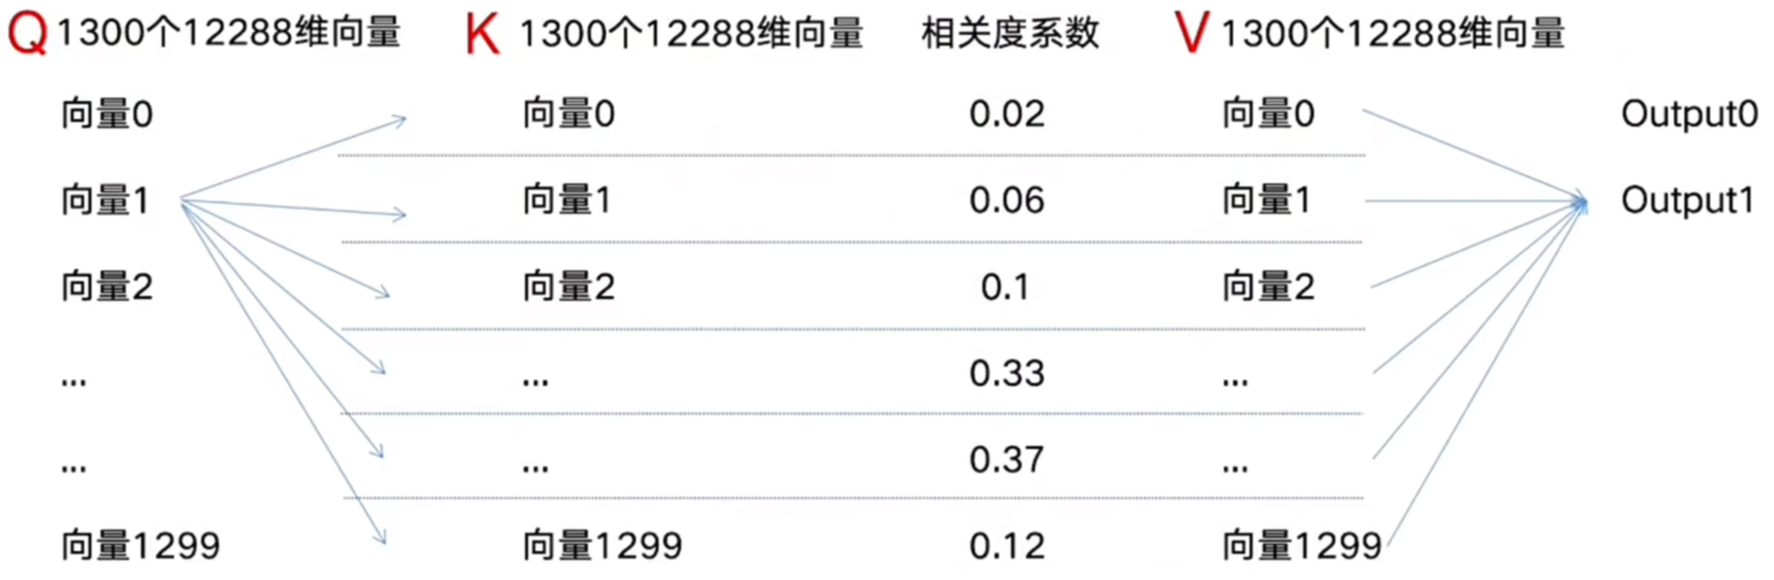 Q 1300个12288维向量 K 1300个12288维向量 相关度系数 V 1300个12288维向量
向量0 向量0 0.02 向量0 Output0
向量1 向量1 0.06 向量1 Output1
向量2 向量2 0.1 向量2
... ... 0.33 ...
... ... 0.37 ...
向量1299 向量1299 0.12 向量1299